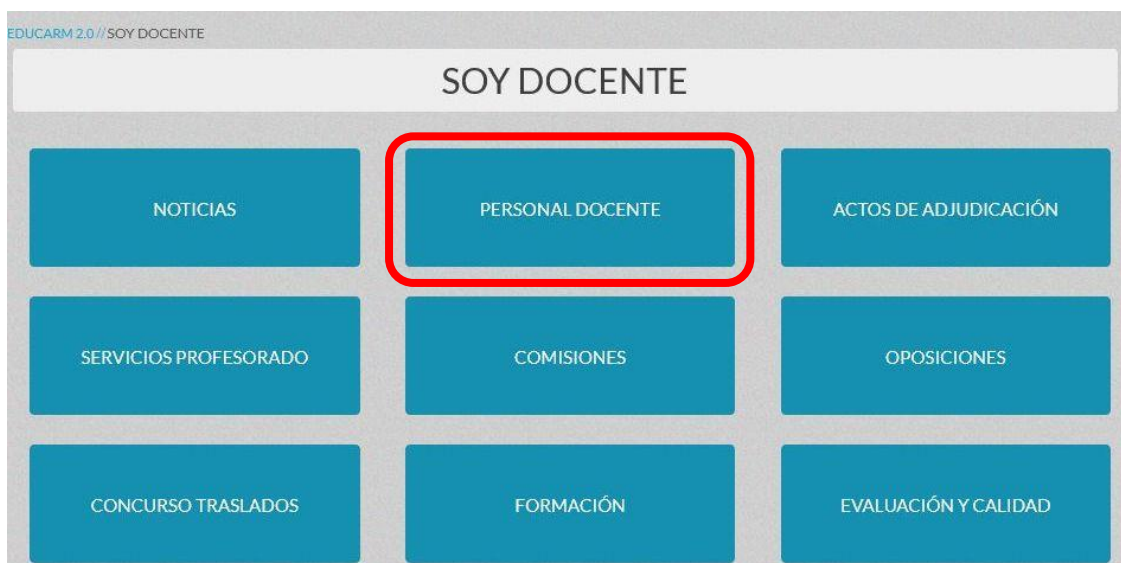 EDUCARM 2.0 // SOY DOCENTE
SOY DOCENTE
NOTICIAS
PERSONAL DOCENTE
ACTOS DE ADJUDICACIÓN
SERVICIOS PROFESORADO
COMISIONES
OPOSICIONES
CONCURSO TRASLADOS
FORMACIÓN
EVALUACIÓN Y CALIDAD